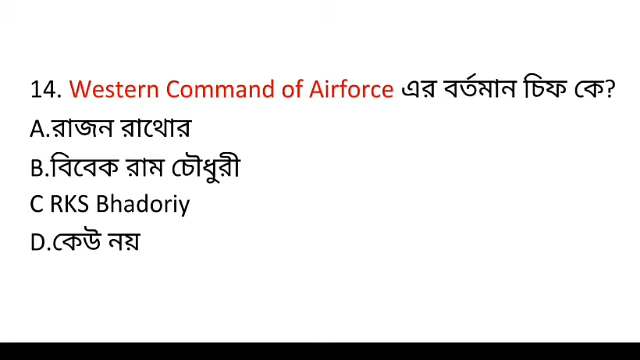 14. Western Command of Airforce এর বর্তমান চিফ কে?
A.রাজন রাথোর
B.বিবেক রাম চৌধুরী
C RKS Bhadoriy
D.কেউ নয়